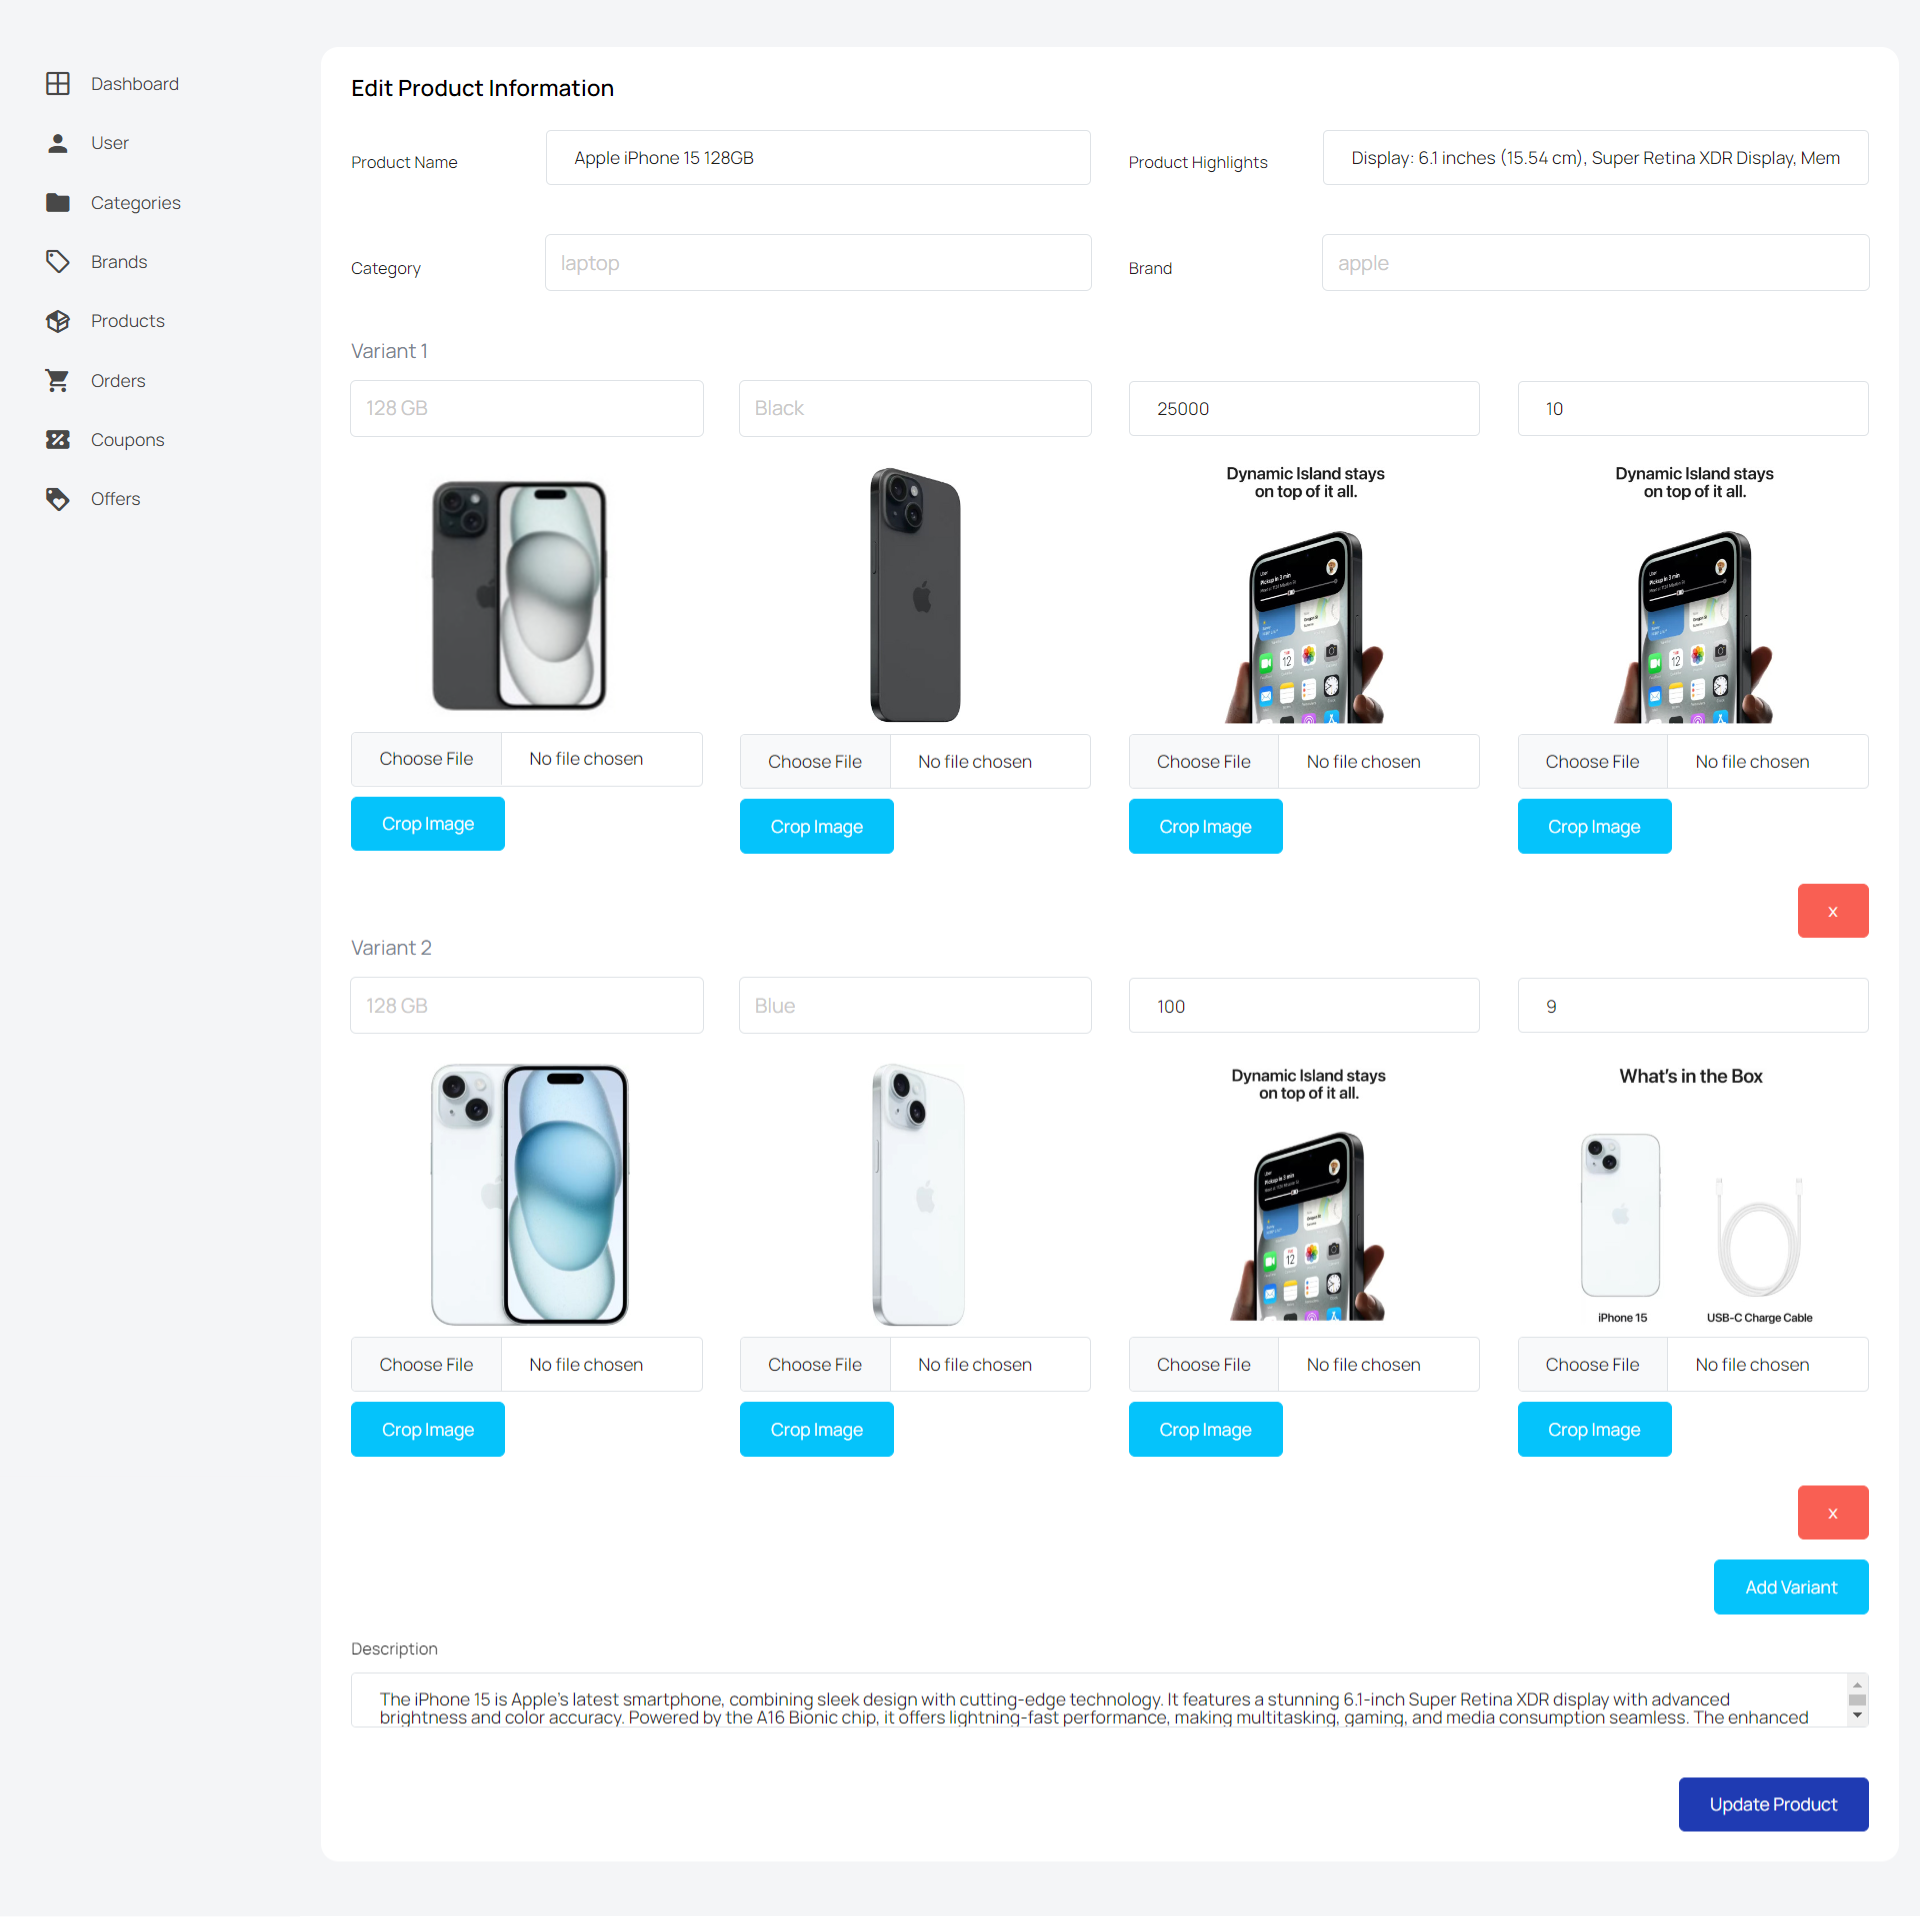 Dashboard
User
Categories
Brands
Products
Orders
Coupons
Offers
Edit Product Information
Product Name
Apple iPhone 15 128GB
Product Highlights
Display: 6.1 inches (15.54 cm), Super Retina XDR Display, Mem
Category
laptop
Brand
apple
Variant 1
128 GB
Black
25000
10
Dynamic Island stays
on top of it all.
Dynamic Island stays
on top of it all.
Choose File No file chosen
Choose File No file chosen
Choose File No file chosen
Choose File No file chosen
Crop Image
Crop Image
Crop Image
Crop Image
x
Variant 2
128 GB
Blue
100
9
Dynamic Island stays
on top of it all.
What's in the Box
iPhone 15
USB-C Charge Cable
Choose File No file chosen
Choose File No file chosen
Choose File No file chosen
Choose File No file chosen
Crop Image
Crop Image
Crop Image
Crop Image
x
Add Variant
Description
The iPhone 15 is Apple's latest smartphone, combining sleek design with cutting-edge technology. It features a stunning 6.1-inch Super Retina XDR display with advanced
brightness and color accuracy. Powered by the A16 Bionic chip, it offers lightning-fast performance, making multitasking, gaming, and media consumption seamless. The enhanced
Update Product